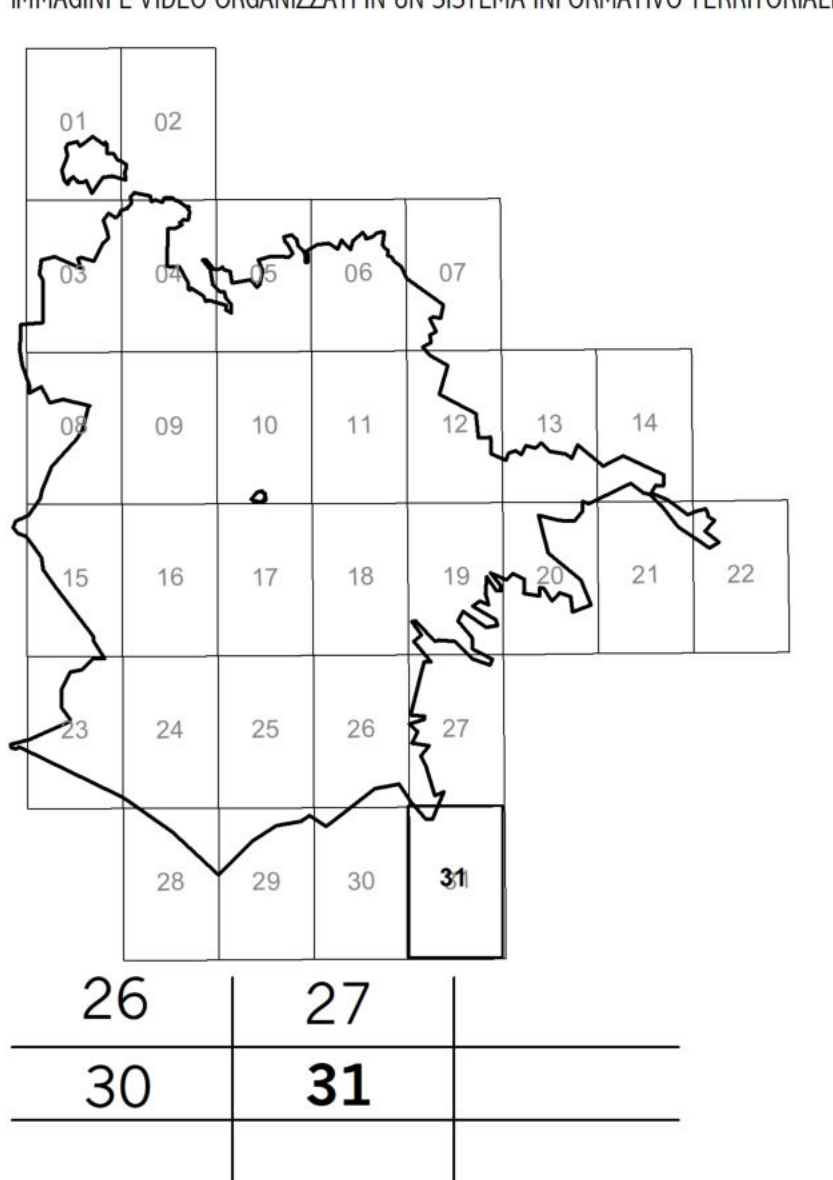 IMMAGINI E VIDEO ORGANIZZATI IN UN SISTEMA INFORMATIVO TERRITORIALE
01 02
03 04 05 06 07
08 09 10 11 12 13 14
15 16 17 18 19 20 21 22
23 24 25 26 27
28 29 30 31
26 27
30 31